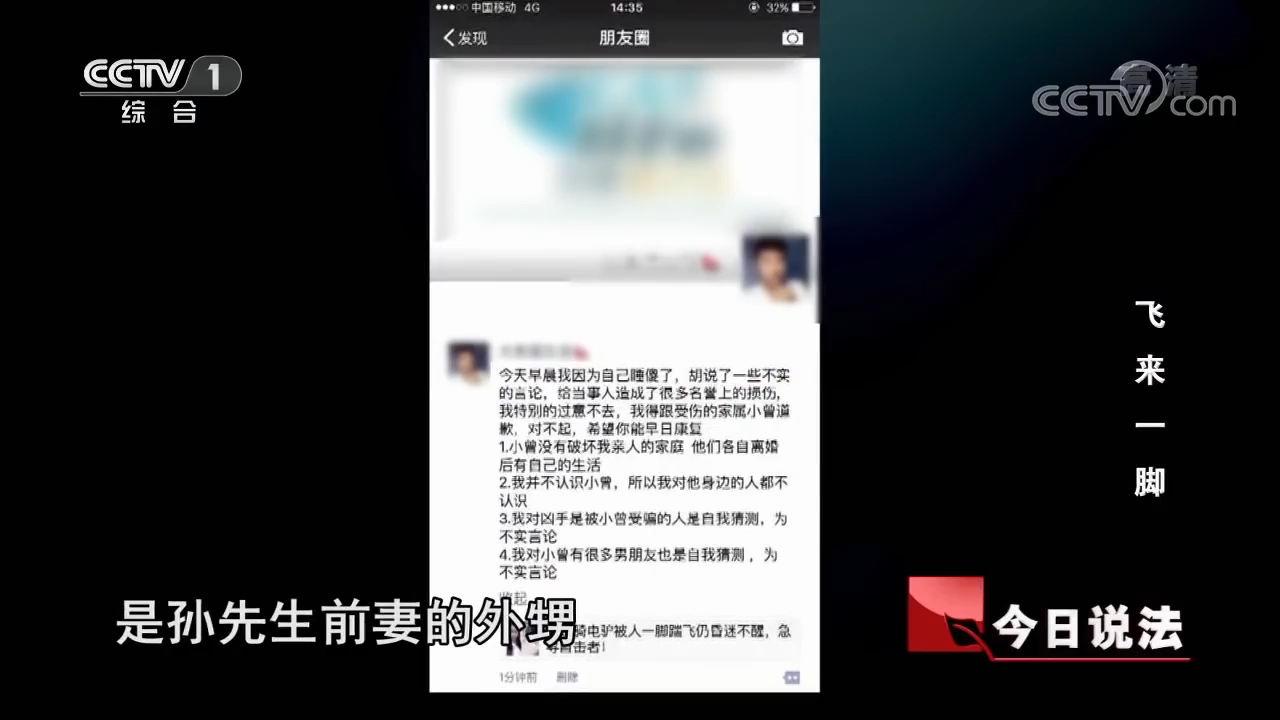 中国移动 4G 14:35 32%
发现 朋友圈
CCTV 1
综合
高清
CCTV.com
今天早晨我因为自己睡傻了，胡说了一些不实
的言论，给当事人造成了很多名誉上的损伤，
我特别的过意不去，我得跟受伤的家属小曾道
歉，对不起，希望你能早日康复
1.小曾没有破坏我亲人的家庭 他们各自离婚
后有自己的生活
2.我并不认识小曾，所以我对他身边的人都不
认识
3.我对凶手是被小曾受骗的人是自我猜测，为
不实言论
4.我对小曾有很多男朋友也是自我猜测，为
不实言论
收起
骑电驴被人一脚踹飞仍昏迷不醒，急
寻目击者！
1分钟前 删除
飞来一脚
是孙先生前妻的外甥
今日说法